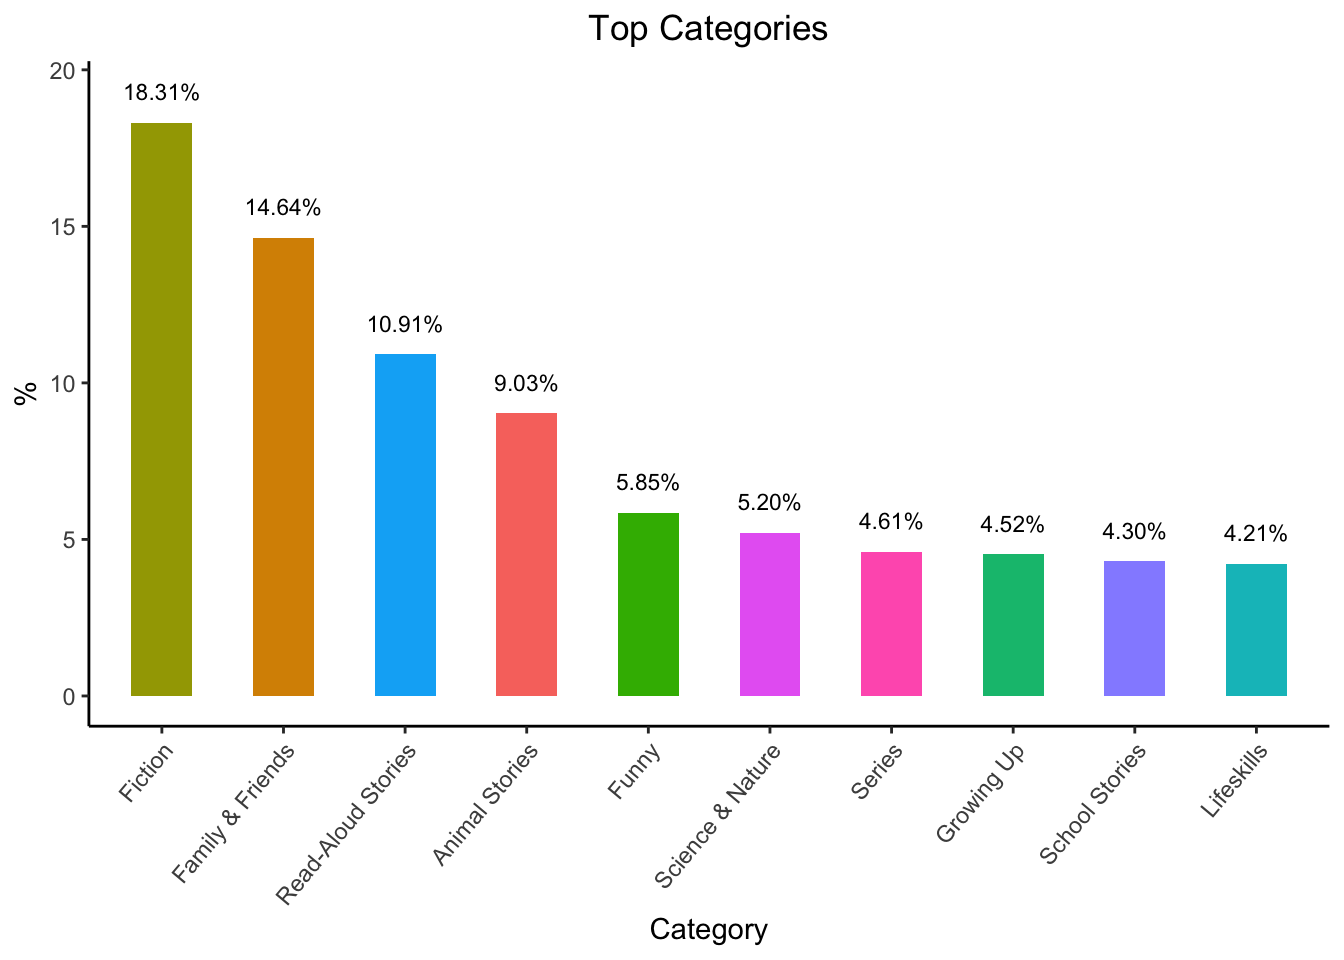 Top Categories
20
15
10
5
0
%
18.31%
14.64%
10.91%
9.03%
5.85%
5.20%
4.61%
4.52%
4.30%
4.21%
Fiction
Family & Friends
Read-Aloud Stories
Animal Stories
Funny
Science & Nature
Series
Growing Up
School Stories
Lifeskills
Category